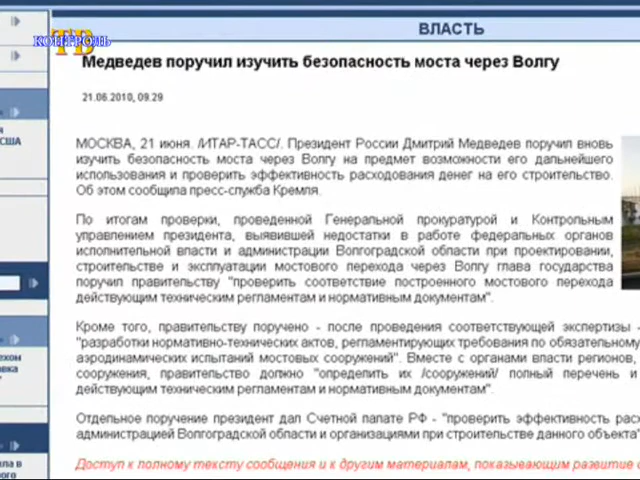 ВЛАСТЬ
ТВ
КОНТРОЛЬ
Медведев поручил изучить безопасность моста через Волгу
21.06.2010, 09.29
МОСКВА, 21 июня. /ИТАР-ТАСС/. Президент России Дмитрий Медведев поручил вновь
изучить безопасность моста через Волгу на предмет возможности его дальнейшего
использования и проверить эффективность расходования денег на его строительство.
Об этом сообщила пресс-служба Кремля.
США
По итогам проверки, проведенной Генеральной прокуратурой и Контрольным
управлением президента, выявившей недостатки в работе федеральных органов
исполнительной власти и администрации Волгоградской области при проектировании,
строительстве и эксплуатации мостового перехода через Волгу глава государства
поручил правительству "проверить соответствие построенного мостового перехода
действующим техническим регламентам и нормативным документам".
Кроме того, правительству поручено - после проведения соответствующей экспертизы -
"разработки нормативно-технических актов, регламентирующих требования по обязательному
аэродинамических испытаний мостовых сооружений". Вместе с органами власти регионов,
сооружения, правительство должно "определить их /сооружений/ полный перечень и
действующим техническим регламентам и нормативным документам".
Отдельное поручение президент дал Счетной палате РФ - "проверить эффективность рас
администрацией Волгоградской области и организациями при строительстве данного объекта"
Доступ к полному тексту сообщения и к другим материалам, показывающим развитие с